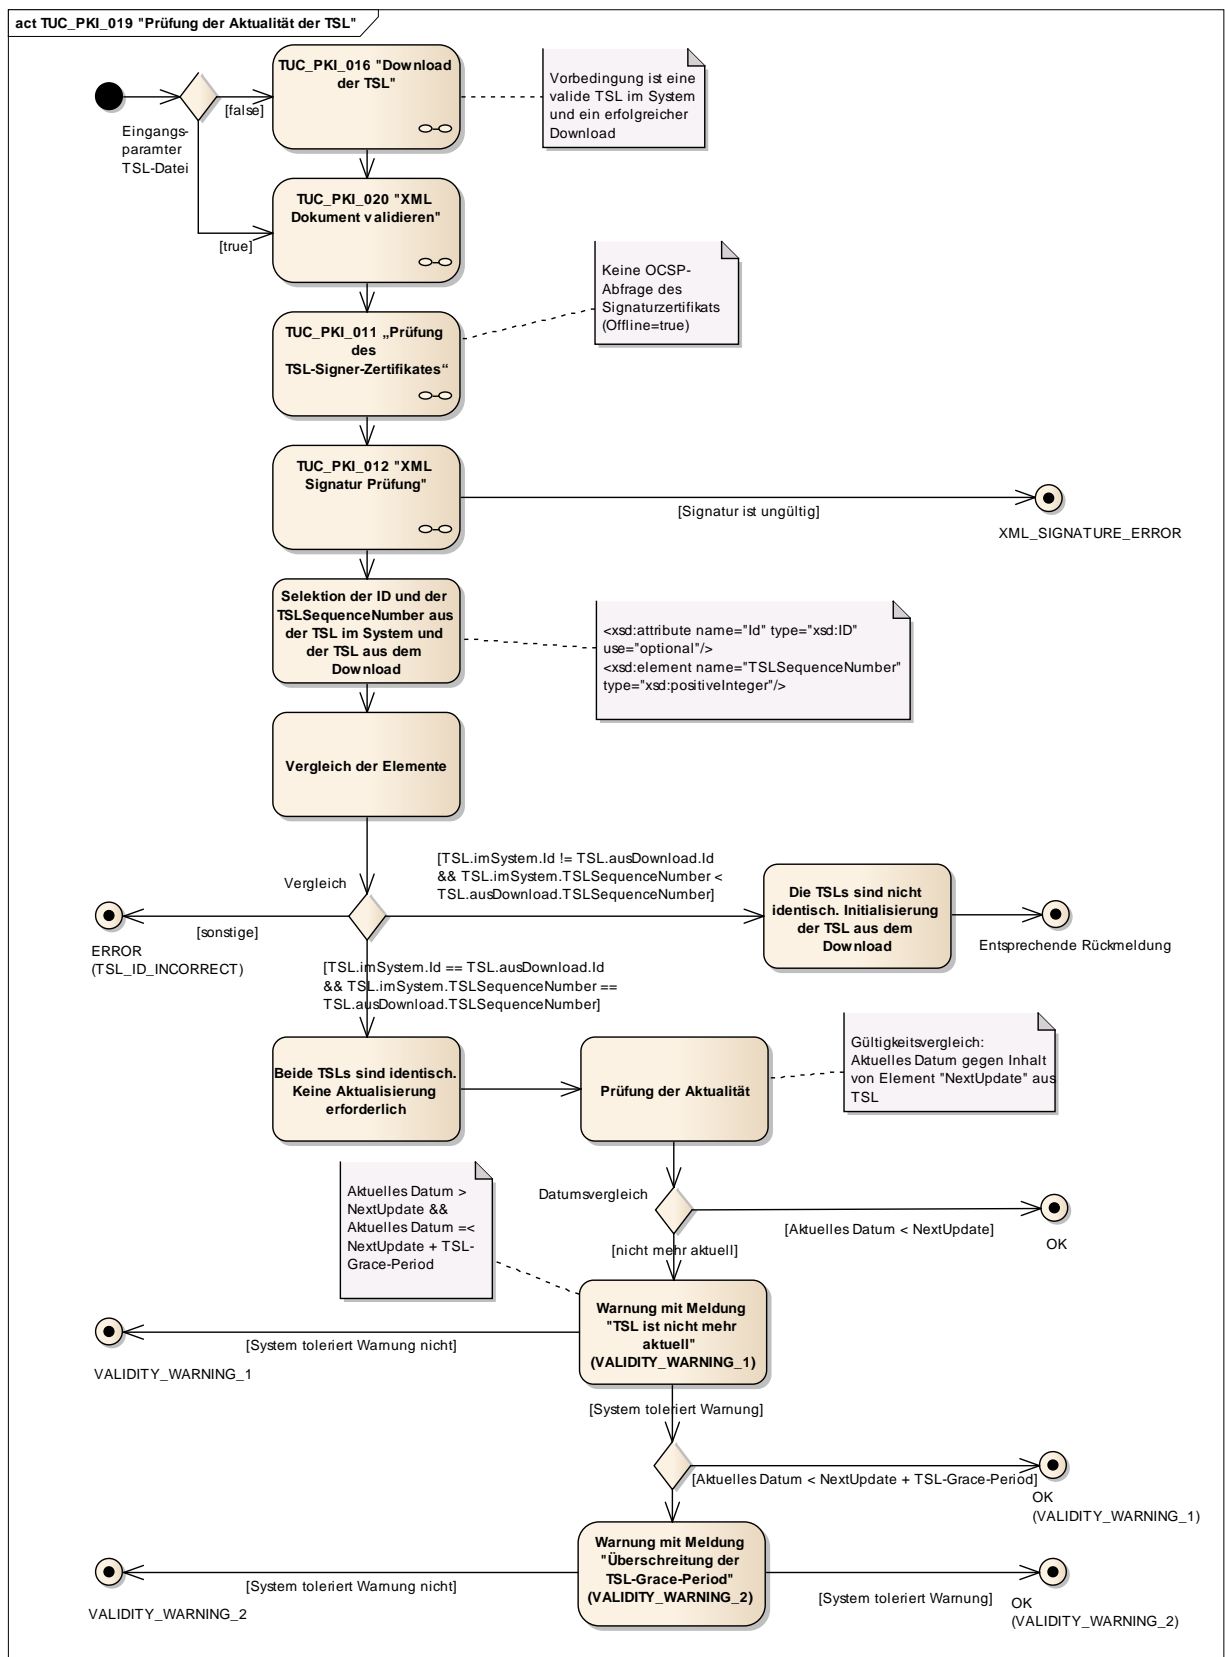 act TUC_PKI_019 "Prüfung der Aktualität der TSL"
TUC_PKI_016 "Download
der TSL"
Vorbedingung ist eine
valide TSL im System
und ein erfolgreicher
Download
[false]
Eingangs-
paramter
TSL-Datei
TUC_PKI_020 "XML
Dokument validieren"
[true]
Keine OCSP-
Abfrage des
Signaturzertifikats
(Offline=true)
TUC_PKI_011 „Prüfung
des
TSL-Signer-Zertifikates“
TUC_PKI_012 "XML
Signatur Prüfung"
[Signatur ist ungültig]
XML_SIGNATURE_ERROR
Selektion der ID und der
TSLSequenceNumber aus
der TSL im System und
der TSL aus dem
Download
<xsd:attribute name="Id" type="xsd:ID"
use="optional"/>
<xsd:element name="TSLSequenceNumber"
type="xsd:positiveInteger"/>
Vergleich der Elemente
[TSL.imSystem.Id != TSL.ausDownload.Id
&& TSL.imSystem.TSLSequenceNumber <
TSL.ausDownload.TSLSequenceNumber]
Vergleich
Die TSLs sind nicht
identisch. Initialisierung
der TSL aus dem
Download
[sonstige]
ERROR
(TSL_ID_INCORRECT)
Entsprechende Rückmeldung
[TSL.imSystem.Id == TSL.ausDownload.Id
&& TSL.imSystem.TSLSequenceNumber ==
TSL.ausDownload.TSLSequenceNumber]
Beide TSLs sind identisch.
Keine Aktualisierung
erforderlich
Prüfung der Aktualität
Gültigkeitsvergleich:
Aktuelles Datum gegen Inhalt
von Element "NextUpdate" aus
TSL
Aktuelles Datum >
NextUpdate &&
Aktuelles Datum =<
NextUpdate + TSL-
Grace-Period
Datumsvergleich
[Aktuelles Datum < NextUpdate]
OK
[nicht mehr aktuell]
Warnung mit Meldung
"TSL ist nicht mehr
aktuell"
(VALIDITY_WARNING_1)
[System toleriert Warnung nicht]
VALIDITY_WARNING_1
[System toleriert Warnung]
[Aktuelles Datum < NextUpdate + TSL-Grace-Period]
OK
(VALIDITY_WARNING_1)
Warnung mit Meldung
"Überschreitung der
TSL-Grace-Period"
(VALIDITY_WARNING_2)
[System toleriert Warnung nicht]
VALIDITY_WARNING_2
[System toleriert Warnung]
OK
(VALIDITY_WARNING_2)